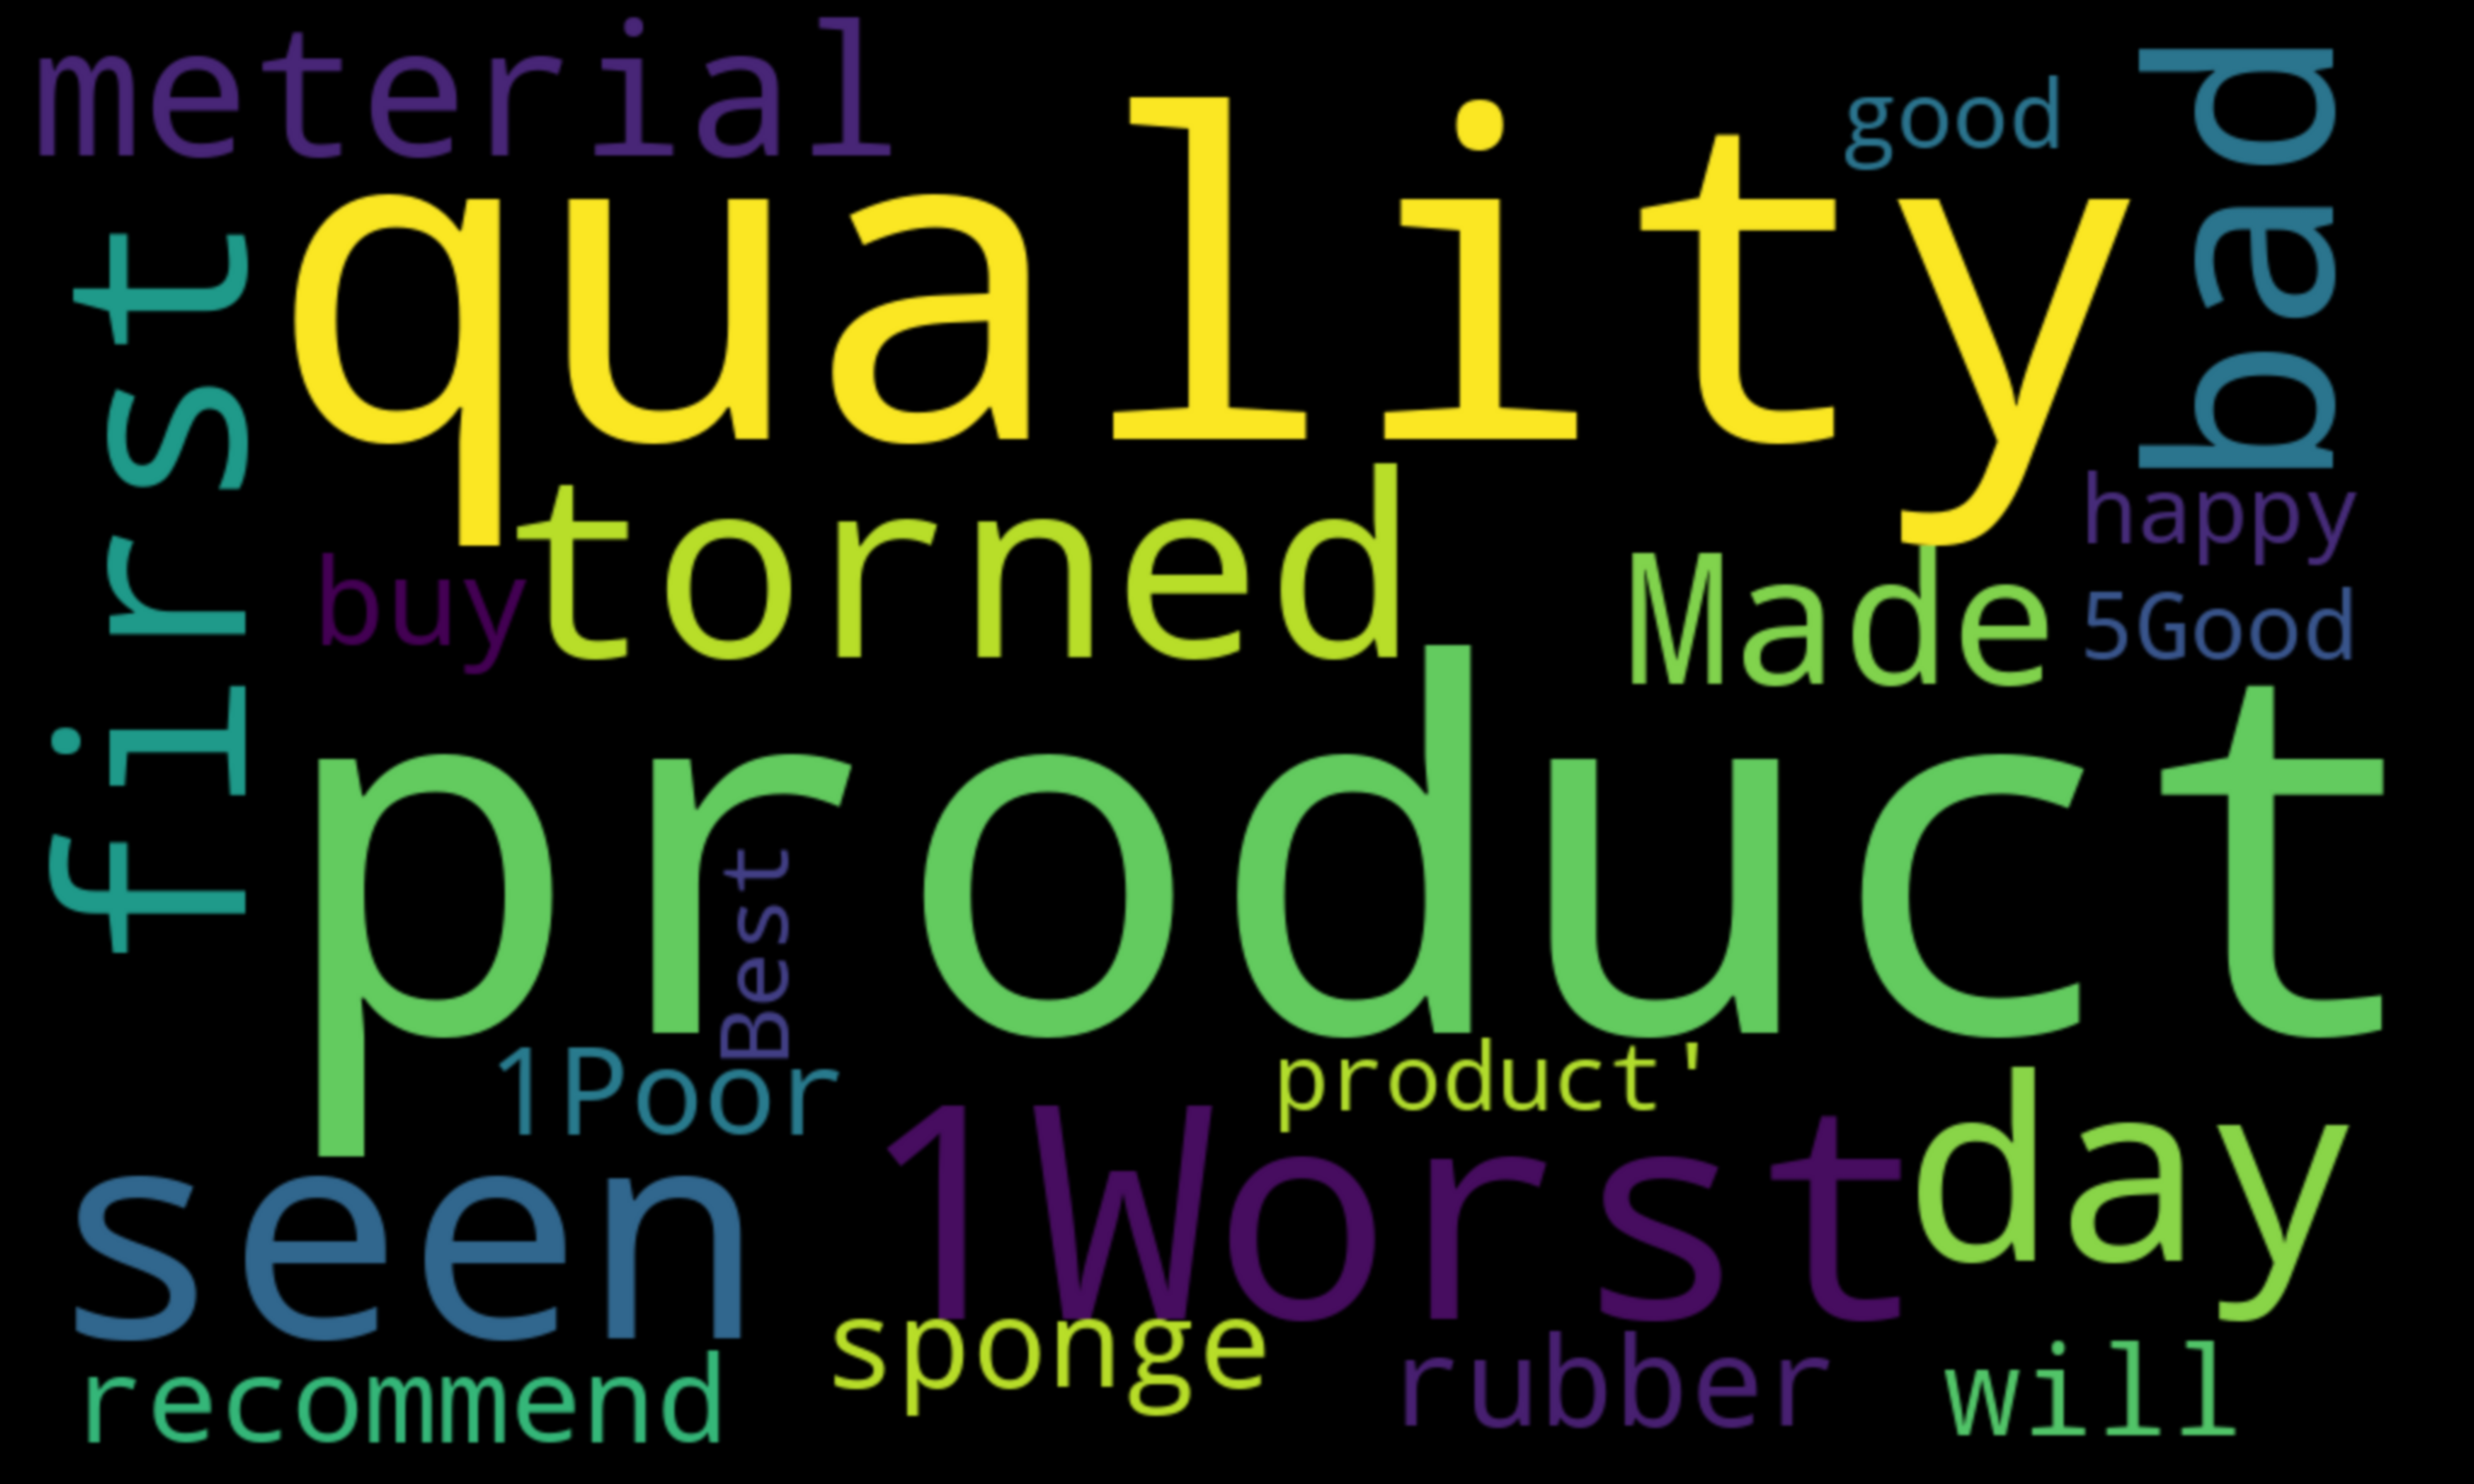 meterial
good
bad
quality
first
torned
happy
buy
Made
5Good
product
Best
1Poor
product'
1Worst
day
seen
sponge
rubber
will
recommend